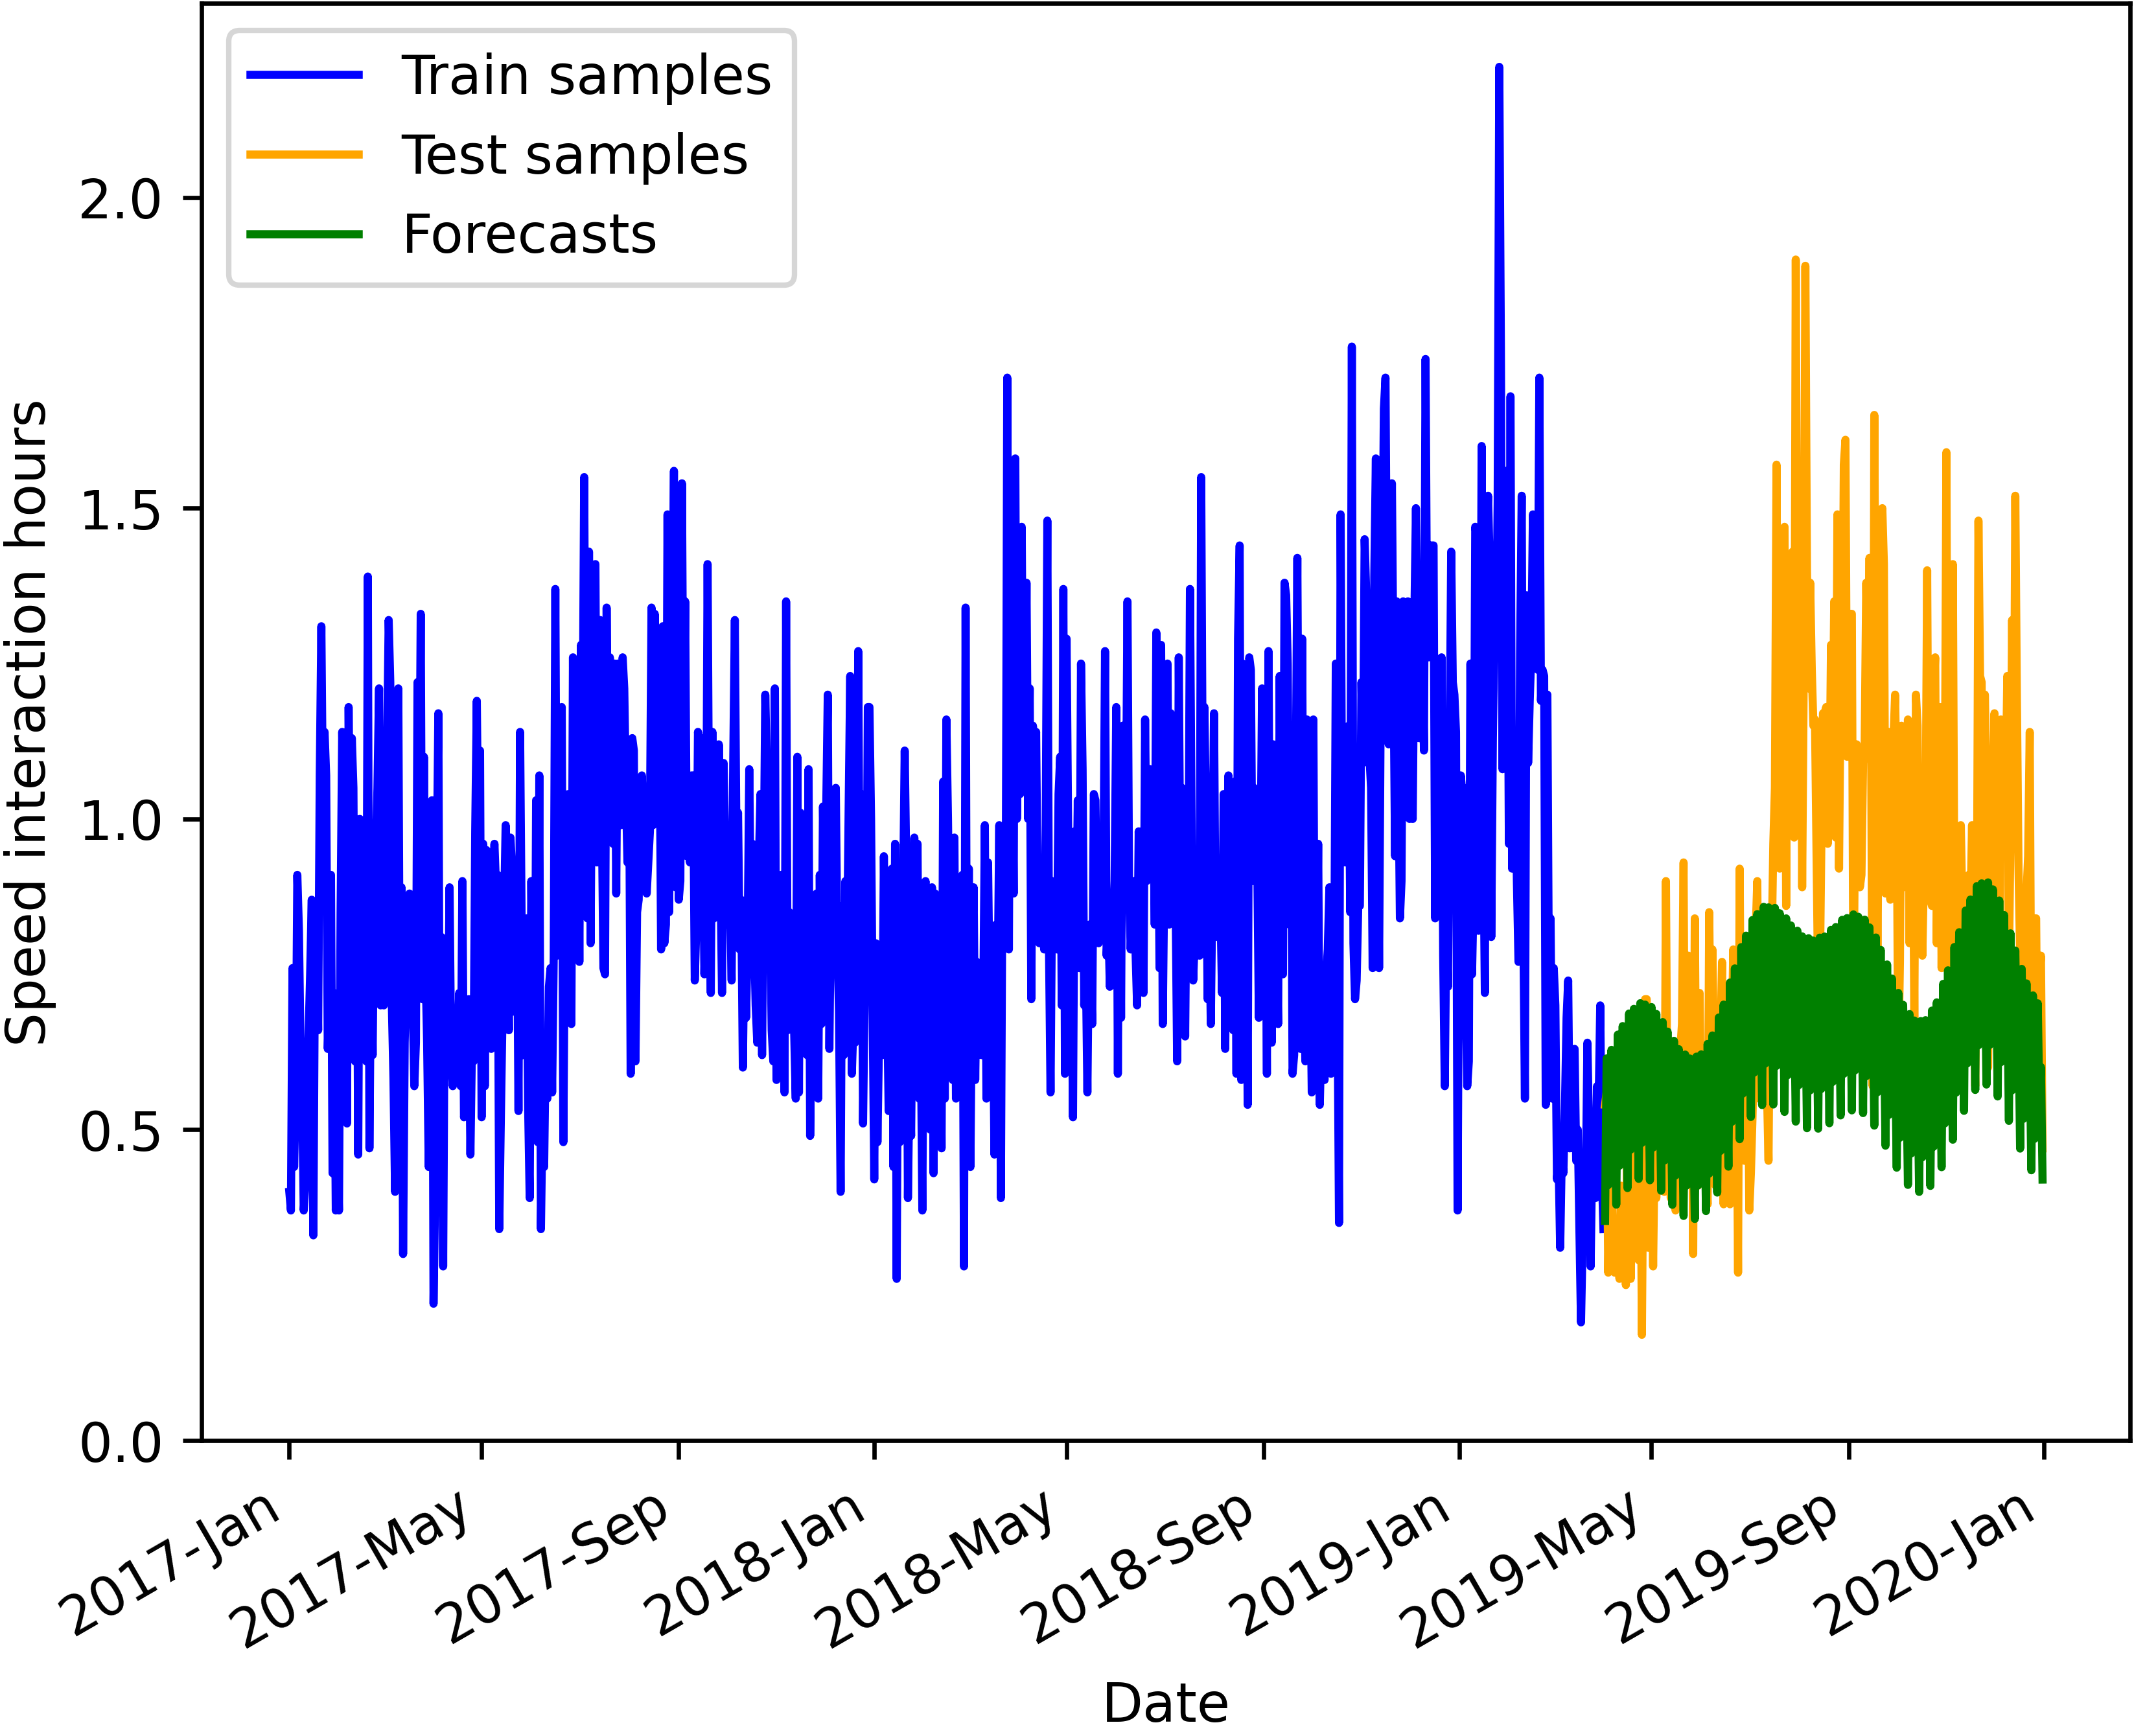 Train samples
Test samples
Forecasts
Speed interaction hours
2.0
1.5
1.0
0.5
0.0
2017-Jan
2017-May
2017-Sep
2018-Jan
2018-May
2018-Sep
2019-Jan
2019-May
2019-Sep
2020-Jan
Date